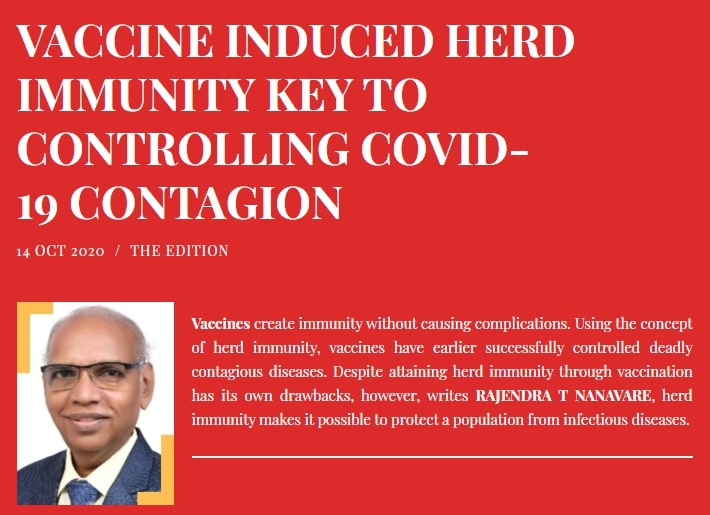 VACCINE INDUCED HERD
IMMUNITY KEY TO
CONTROLLING COVID-
19 CONTAGION
14 OCT 2020 / THE EDITION
Vaccines create immunity without causing complications. Using the concept
of herd immunity, vaccines have earlier successfully controlled deadly
contagious diseases. Despite attaining herd immunity through vaccination
has its own drawbacks, however, writes RAJENDRA T NANAVARE, herd
immunity makes it possible to protect a population from infectious diseases.